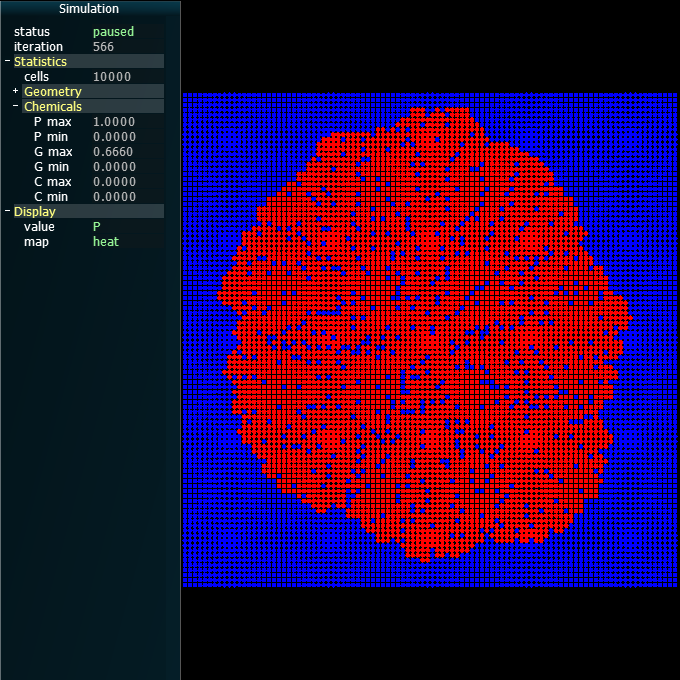 Simulation
status paused
iteration 566
- Statistics
cells 10000
+ Geometry
- Chemicals
P max 1.0000
P min 0.0000
G max 0.6660
G min 0.0000
C max 0.0000
C min 0.0000
- Display
value P
map heat